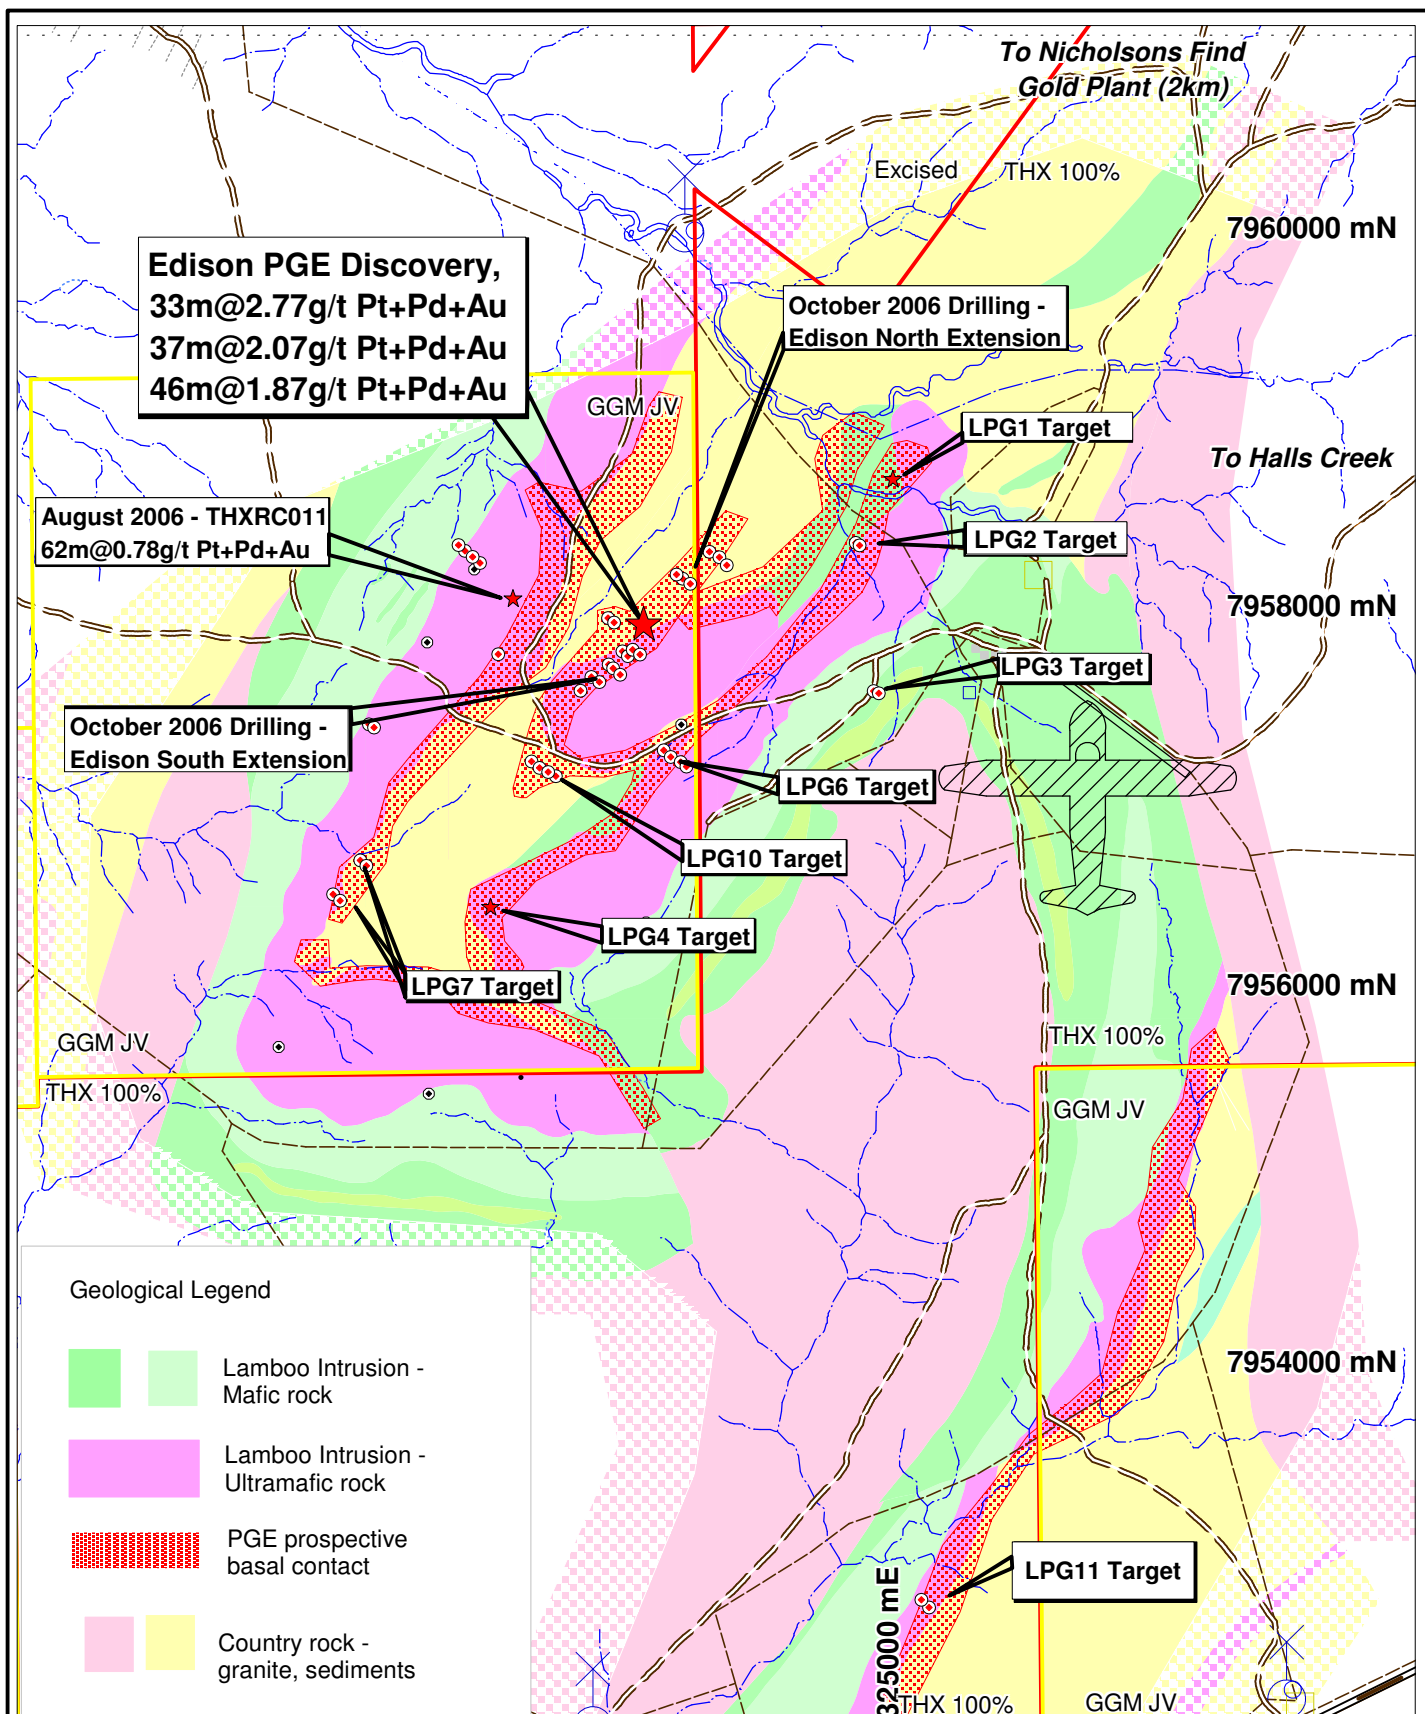 To Nicholsons Find
Gold Plant (2km)
Excised
THX 100%
7960000 mN
Edison PGE Discovery,
33m@2.77g/t Pt+Pd+Au
37m@2.07g/t Pt+Pd+Au
46m@1.87g/t Pt+Pd+Au
October 2006 Drilling -
Edison North Extension
GGM JV
LPG1 Target
To Halls Creek
August 2006 - THXRC011
62m@0.78g/t Pt+Pd+Au
LPG2 Target
7958000 mN
LPG3 Target
October 2006 Drilling -
Edison South Extension
LPG6 Target
LPG10 Target
LPG4 Target
LPG7 Target
7956000 mN
GGM JV
THX 100%
THX 100%
GGM JV
Geological Legend
Lamboo Intrusion -
Mafic rock
7954000 mN
Lamboo Intrusion -
Ultramafic rock
PGE prospective
basal contact
LPG11 Target
Country rock -
granite, sediments
325000 mE
THX 100%
GGM JV